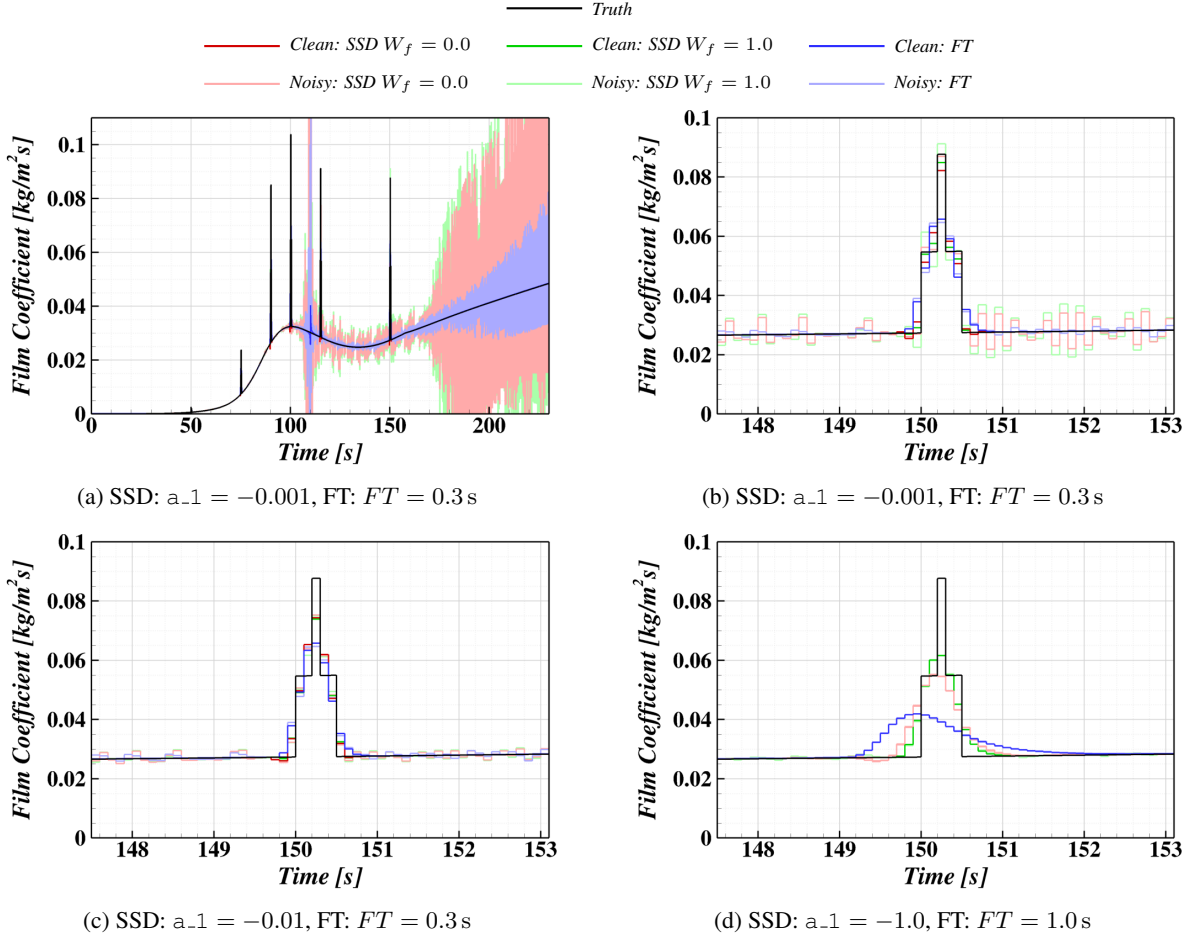 Truth
Clean: SSD W_f = 0.0 Clean: SSD W_f = 1.0 Clean: FT
Noisy: SSD W_f = 0.0 Noisy: SSD W_f = 1.0 Noisy: FT
Film Coefficient [kg/m²s]
0.1
0.08
0.06
0.04
0.02
0
0 50 100 150 200
Time [s]
(a) SSD: a_1 = −0.001, FT: FT = 0.3 s
Film Coefficient [kg/m²s]
0.1
0.08
0.06
0.04
0.02
0
148 149 150 151 152 153
Time [s]
(b) SSD: a_1 = −0.001, FT: FT = 0.3 s
Film Coefficient [kg/m²s]
0.1
0.08
0.06
0.04
0.02
0
148 149 150 151 152 153
Time [s]
(c) SSD: a_1 = −0.01, FT: FT = 0.3 s
Film Coefficient [kg/m²s]
0.1
0.08
0.06
0.04
0.02
0
148 149 150 151 152 153
Time [s]
(d) SSD: a_1 = −1.0, FT: FT = 1.0 s